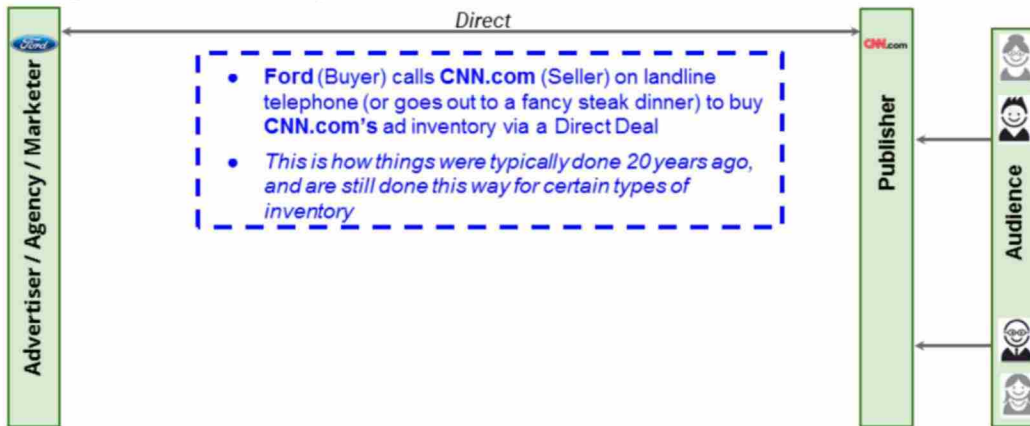 Direct
Ford
CNN.com
Advertiser / Agency / Marketer
● Ford (Buyer) calls CNN.com (Seller) on landline
telephone (or goes out to a fancy steak dinner) to buy
CNN.com's ad inventory via a Direct Deal
● This is how things were typically done 20 years ago,
and are still done this way for certain types of
inventory
Publisher
Audience